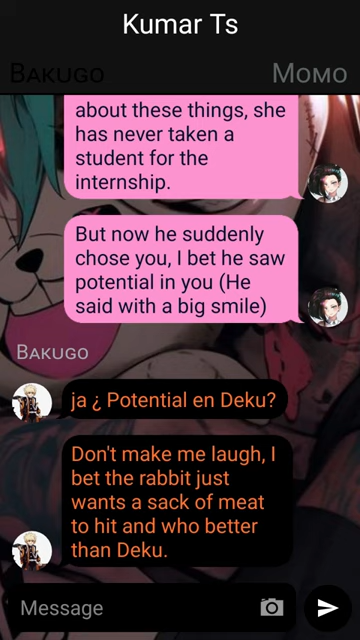 Kumar Ts
BAKUGO
MOMO
about these things, she
has never taken a
student for the
internship.
But now he suddenly
chose you, I bet he saw
potential in you (He
said with a big smile)
BAKUGO
ja ¿ Potential en Deku?
Don't make me laugh, I
bet the rabbit just
wants a sack of meat
to hit and who better
than Deku.
Message